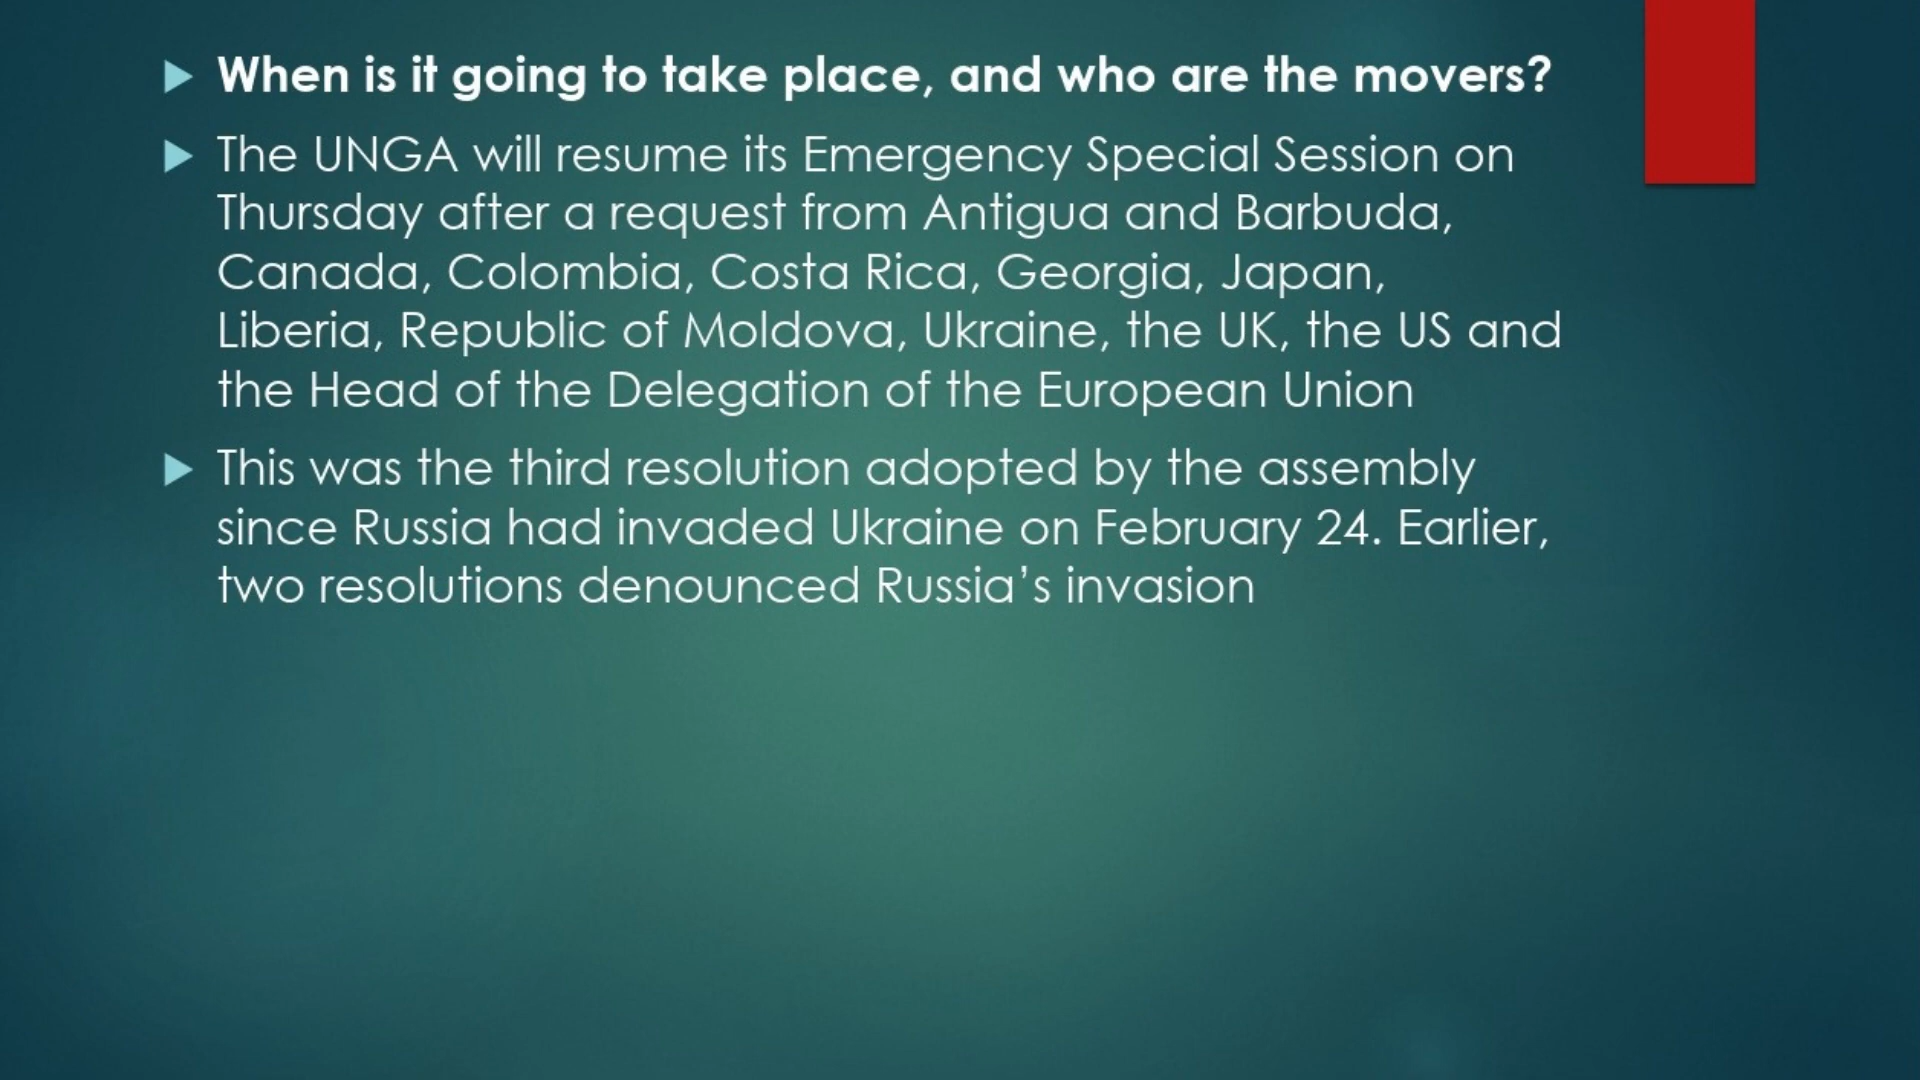 When is it going to take place, and who are the movers?
The UNGA will resume its Emergency Special Session on
Thursday after a request from Antigua and Barbuda,
Canada, Colombia, Costa Rica, Georgia, Japan,
Liberia, Republic of Moldova, Ukraine, the UK, the US and
the Head of the Delegation of the European Union
This was the third resolution adopted by the assembly
since Russia had invaded Ukraine on February 24. Earlier,
two resolutions denounced Russia’s invasion